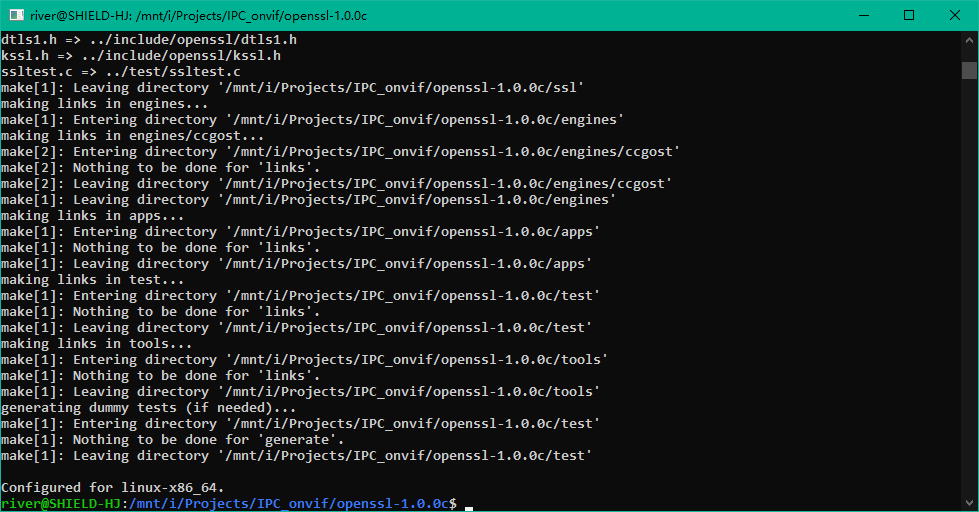 river@SHIELD-HJ: /mnt/i/Projects/IPC_onvif/openssl-1.0.0c
dtls1.h => ../include/openssl/dtls1.h
kssl.h => ../include/openssl/kssl.h
ssltest.c => ../test/ssltest.c
make[1]: Leaving directory '/mnt/i/Projects/IPC_onvif/openssl-1.0.0c/ssl'
making links in engines...
make[1]: Entering directory '/mnt/i/Projects/IPC_onvif/openssl-1.0.0c/engines'
making links in engines/ccgost...
make[2]: Entering directory '/mnt/i/Projects/IPC_onvif/openssl-1.0.0c/engines/ccgost'
make[2]: Nothing to be done for 'links'.
make[2]: Leaving directory '/mnt/i/Projects/IPC_onvif/openssl-1.0.0c/engines/ccgost'
make[1]: Leaving directory '/mnt/i/Projects/IPC_onvif/openssl-1.0.0c/engines'
making links in apps...
make[1]: Entering directory '/mnt/i/Projects/IPC_onvif/openssl-1.0.0c/apps'
make[1]: Nothing to be done for 'links'.
make[1]: Leaving directory '/mnt/i/Projects/IPC_onvif/openssl-1.0.0c/apps'
making links in test...
make[1]: Entering directory '/mnt/i/Projects/IPC_onvif/openssl-1.0.0c/test'
make[1]: Nothing to be done for 'links'.
make[1]: Leaving directory '/mnt/i/Projects/IPC_onvif/openssl-1.0.0c/test'
making links in tools...
make[1]: Entering directory '/mnt/i/Projects/IPC_onvif/openssl-1.0.0c/tools'
make[1]: Nothing to be done for 'links'.
make[1]: Leaving directory '/mnt/i/Projects/IPC_onvif/openssl-1.0.0c/tools'
generating dummy tests (if needed)...
make[1]: Entering directory '/mnt/i/Projects/IPC_onvif/openssl-1.0.0c/test'
make[1]: Nothing to be done for 'generate'.
make[1]: Leaving directory '/mnt/i/Projects/IPC_onvif/openssl-1.0.0c/test'
Configured for linux-x86_64.
river@SHIELD-HJ:/mnt/i/Projects/IPC_onvif/openssl-1.0.0c$